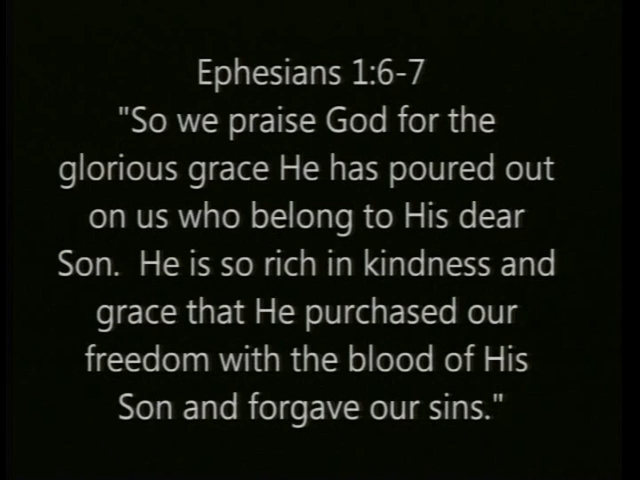 Ephesians 1:6-7
"So we praise God for the
glorious grace He has poured out
on us who belong to His dear
Son.  He is so rich in kindness and
grace that He purchased our
freedom with the blood of His
Son and forgave our sins."